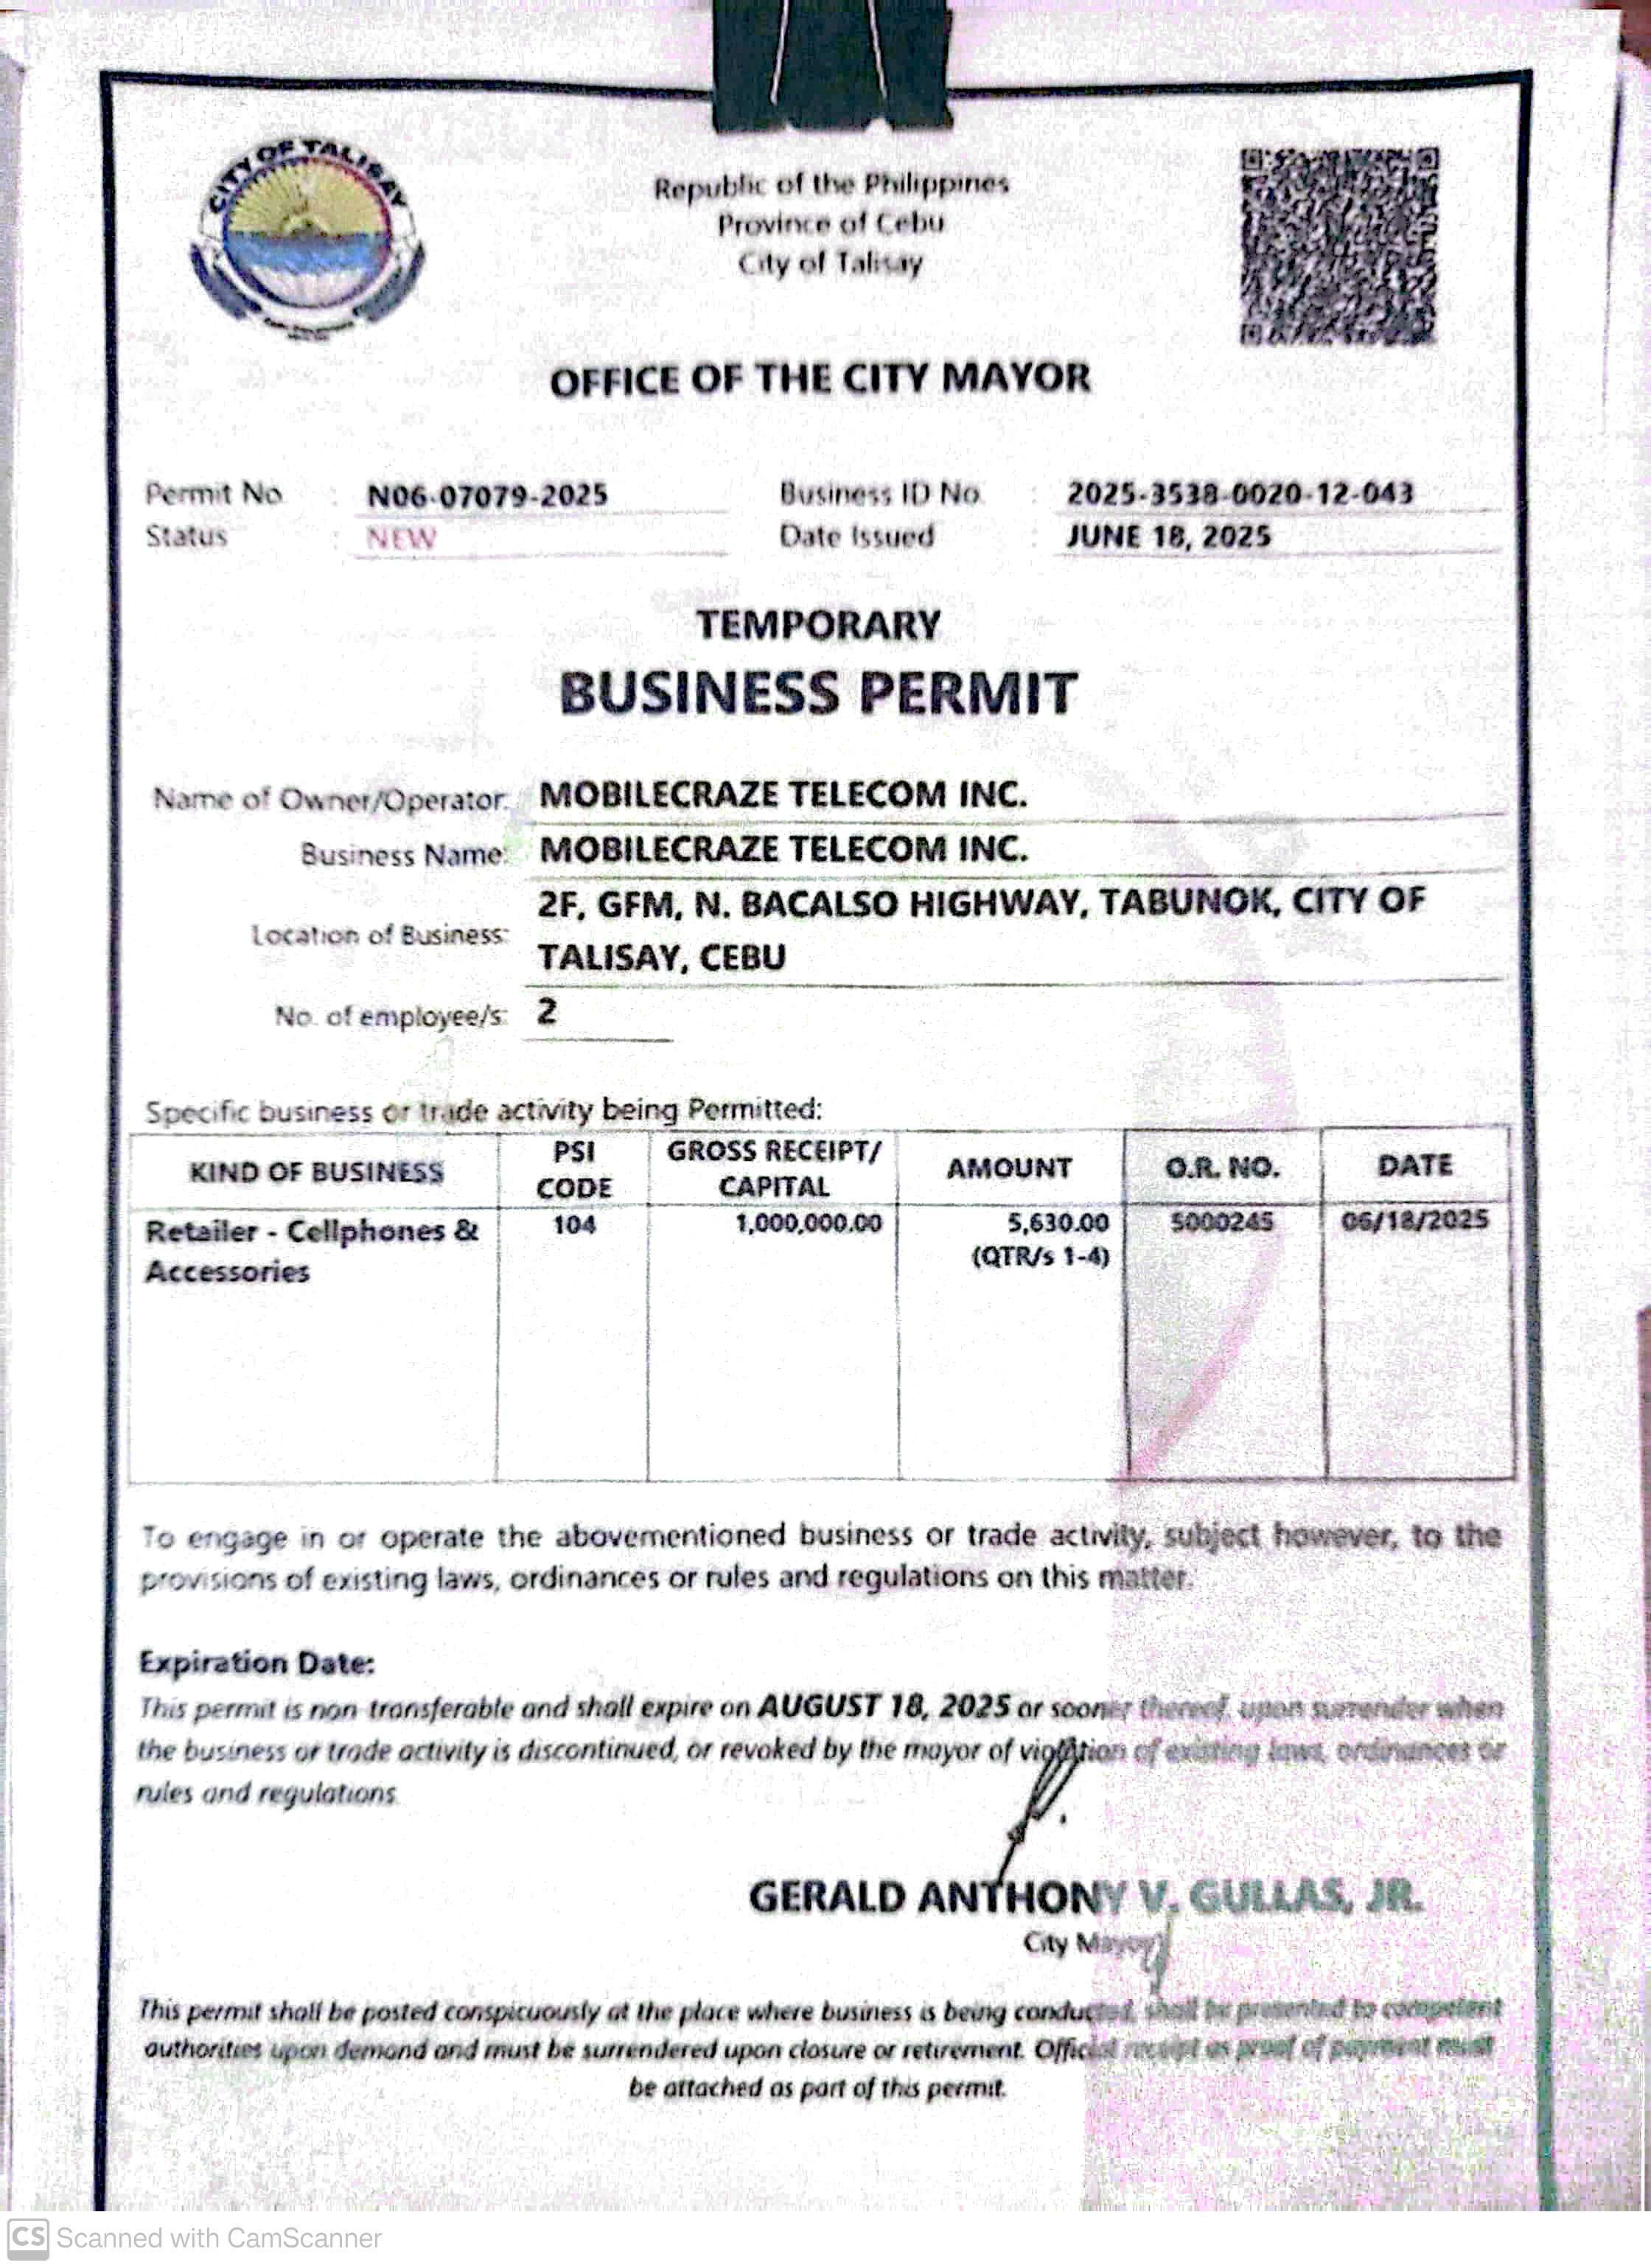 CITY OF TALISAY
Republic of the Philippines
Province of Cebu
City of Talisay
OFFICE OF THE CITY MAYOR
Permit No : N06-07079-2025 Business ID No : 2025-3538-0020-12-043
Status : NEW Date Issued : JUNE 18, 2025
TEMPORARY
BUSINESS PERMIT
Name of Owner/Operator: MOBILECRAZE TELECOM INC.
Business Name: MOBILECRAZE TELECOM INC.
Location of Business: 2F, GFM, N. BACALSO HIGHWAY, TABUNOK, CITY OF
TALISAY, CEBU
No. of employee/s: 2
Specific business or trade activity being Permitted:
KIND OF BUSINESS PSI CODE GROSS RECEIPT/ CAPITAL AMOUNT O.R. NO. DATE
Retailer - Cellphones & 104 1,000,000.00 5,630.00 5000245 06/18/2025
Accessories (QTR/s 1-4)
To engage in or operate the abovementioned business or trade activity, subject however, to the
provisions of existing laws, ordinances or rules and regulations on this matter.
Expiration Date:
This permit is non transferable and shall expire on AUGUST 18, 2025 or sooner thereof, upon surrender when
the business or trade activity is discontinued, or revoked by the mayor of violation of existing laws, ordinances or
rules and regulations
GERALD ANTHONY V. GULLAS, JR.
City Mayor
This permit shall be posted conspicuously at the place where business is being conducted, shall be presented to competent
authorities upon demand and must be surrendered upon closure or retirement. Official receipt as proof of payment must
be attached as part of this permit.
CS Scanned with CamScanner